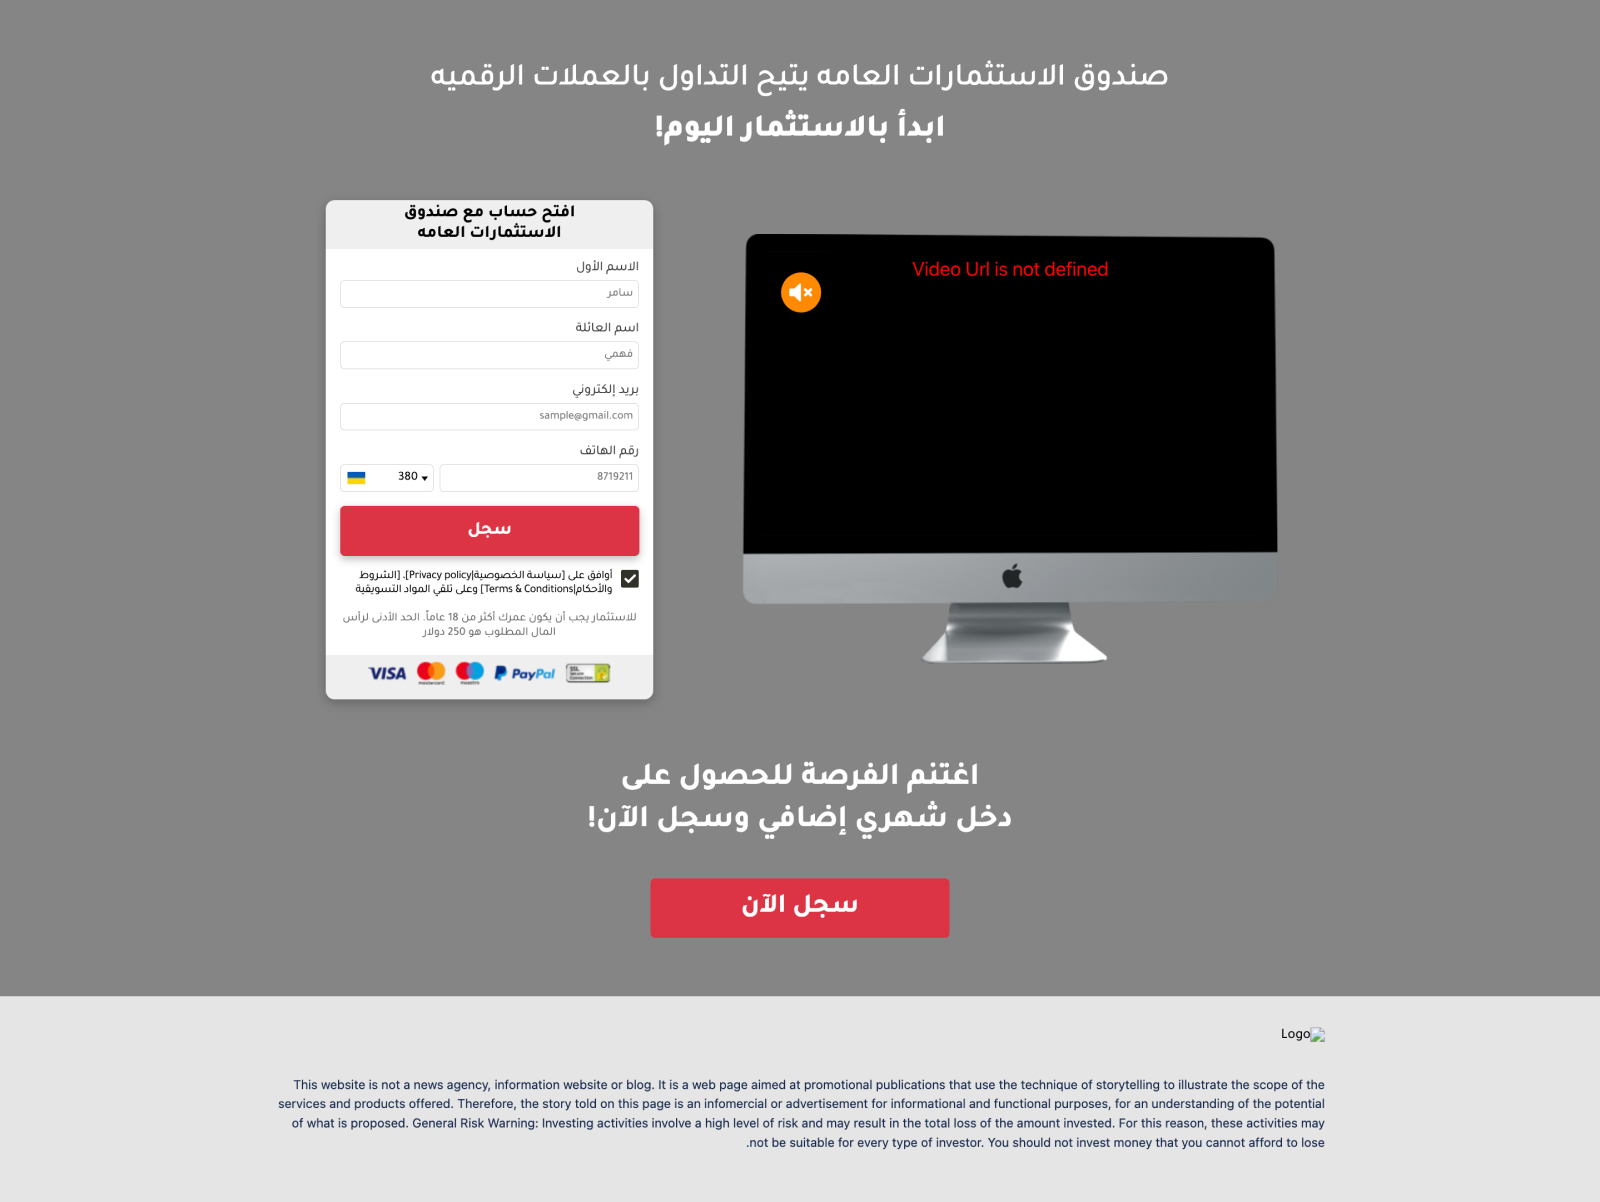 صندوق الاستثمارات العامه يتيح التداول بالعملات الرقميه
ابدأ بالاستثمار اليوم!
افتح حساب مع صندوق
الاستثمارات العامه
الاسم الأول
سامر
اسم العائلة
فهمي
بريد إلكتروني
sample@gmail.com
رقم الهاتف
380
8719211
سجل
أوافق على [سياسة الخصوصية|Privacy policy]، [الشروط
والأحكام|Terms & Conditions] وعلى تلقي المواد التسويقية
للاستثمار يجب أن يكون عمرك أكثر من 18 عاماً. الحد الأدنى لرأس
المال المطلوب هو 250 دولار
VISA mastercard maestro PayPal SSL Secure Connection
Video Url is not defined
اغتنم الفرصة للحصول على
دخل شهري إضافي وسجل الآن!
سجل الآن
Logo
This website is not a news agency, information website or blog. It is a web page aimed at promotional publications that use the technique of storytelling to illustrate the scope of the
services and products offered. Therefore, the story told on this page is an infomercial or advertisement for informational and functional purposes, for an understanding of the potential
of what is proposed. General Risk Warning: Investing activities involve a high level of risk and may result in the total loss of the amount invested. For this reason, these activities may
.not be suitable for every type of investor. You should not invest money that you cannot afford to lose